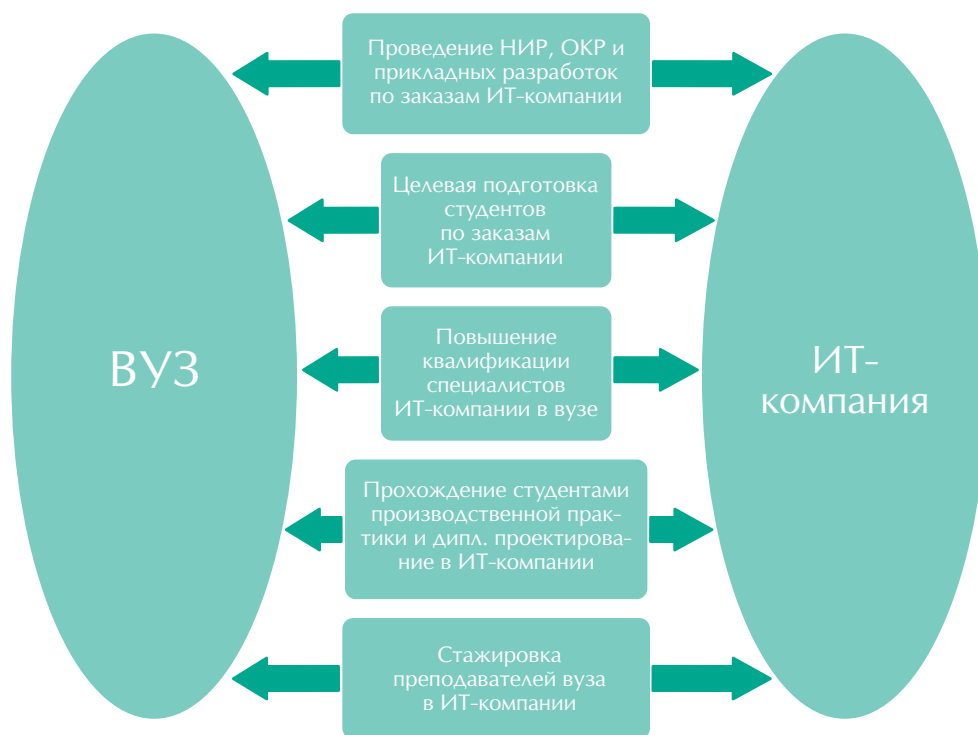 Проведение НИР, ОКР и
прикладных разработок
по заказам ИТ-компании
Целевая подготовка
студентов
по заказам
ИТ-компании
ВУЗ
Повышение
квалификации
специалистов
ИТ-компании в вузе
ИТ-
компания
Прохождение студентами
производственной прак-
тики и дипл. проектирова-
ние в ИТ-компании
Стажировка
преподавателей вуза
в ИТ-компании